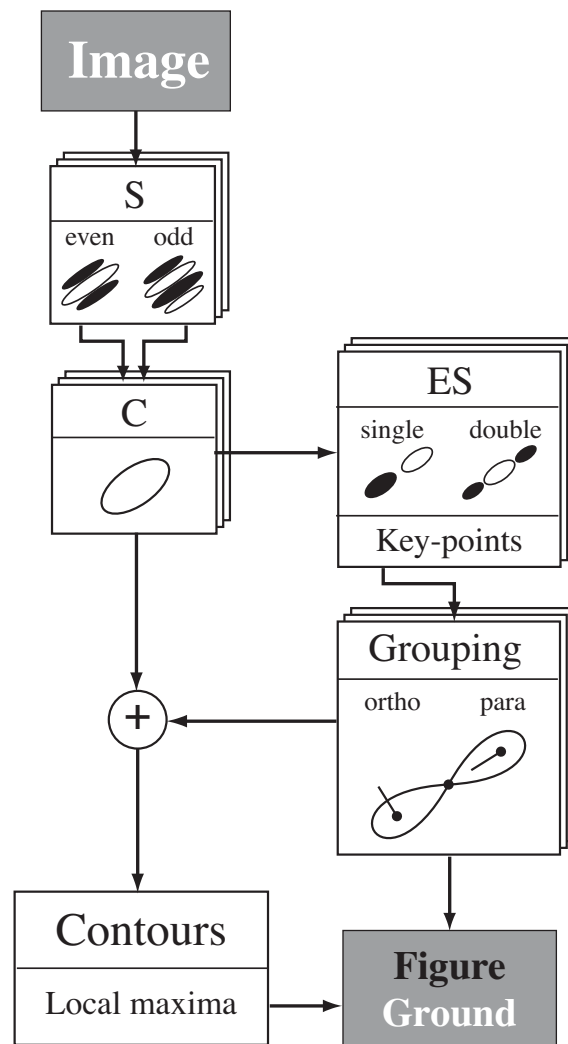 Image
S
even odd
C
ES
single double
Key-points
Grouping
ortho para
+
Contours
Local maxima
Figure
Ground